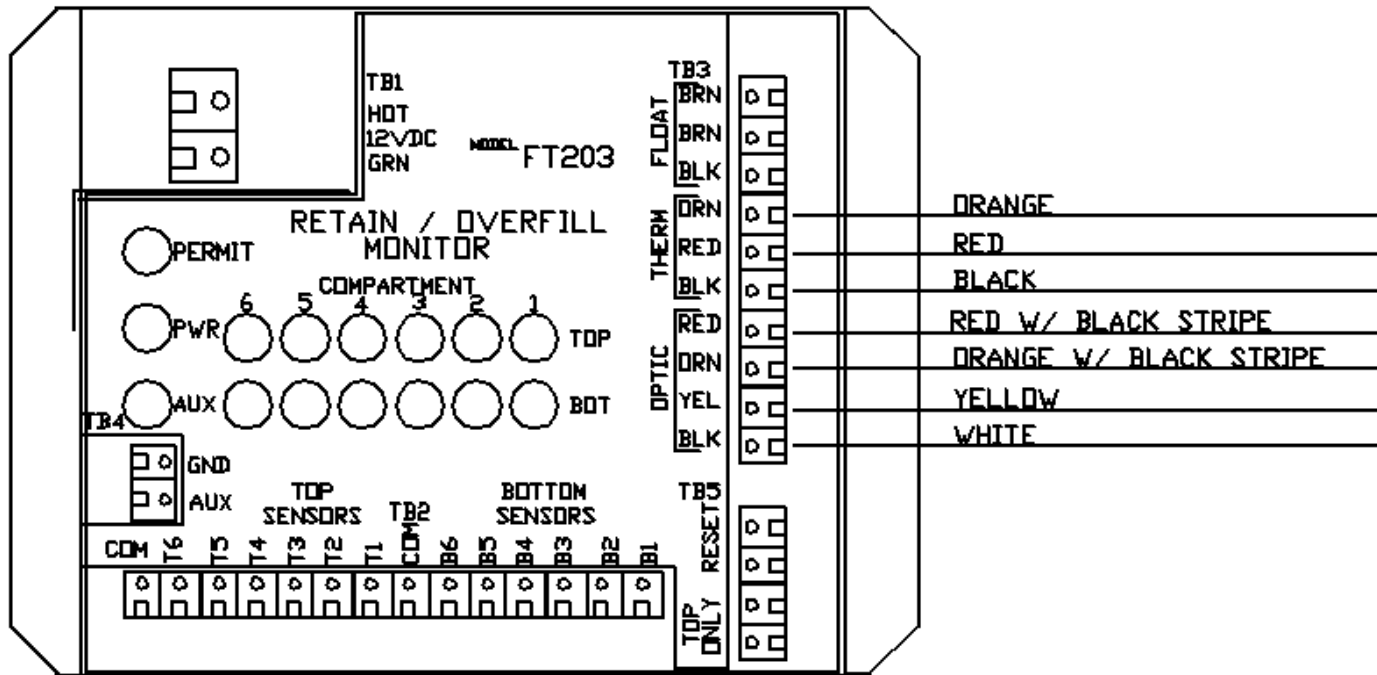 TB1
HOT
12VDC
GRN
MODEL FT203
RETAIN / OVERFILL
MONITOR
PERMIT
PWR
AUX
COMPARTMENT
6 5 4 3 2 1
TOP
BOT
TB4
GND
AUX
TOP
SENSORS
TB2
BOTTOM
SENSORS
COM T6 T5 T4 T3 T2 T1 COM B6 B5 B4 B3 B2 B1
TB3
FLOAT
BRN
BRN
BLK
THERM
ORN
RED
BLK
OPTIC
RED
ORN
YEL
BLK
TB5
RESET
TOP
ONLY
ORANGE
RED
BLACK
RED W/ BLACK STRIPE
ORANGE W/ BLACK STRIPE
YELLOW
WHITE